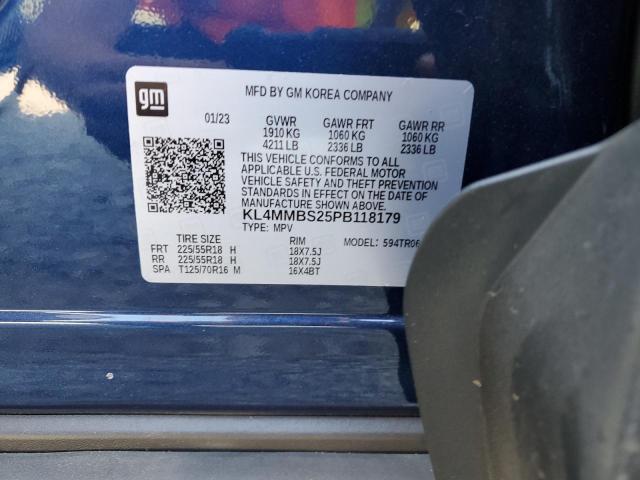 gm
MFD BY GM KOREA COMPANY
01/23 GVWR GAWR FRT GAWR RR
1910 KG 1060 KG 1060 KG
4211 LB 2336 LB 2336 LB
THIS VEHICLE CONFORMS TO ALL
APPLICABLE U.S. FEDERAL MOTOR
VEHICLE SAFETY AND THEFT PREVENTION
STANDARDS IN EFFECT ON THE DATE OF
MANUFACTURE SHOWN ABOVE.
KL4MMBS25PB118179
TYPE: MPV MODEL: 594TR06
TIRE SIZE RIM
FRT 225/55R18 H 18X7.5J
RR 225/55R18 H 18X7.5J
SPA T125/70R16 M 16X4BT